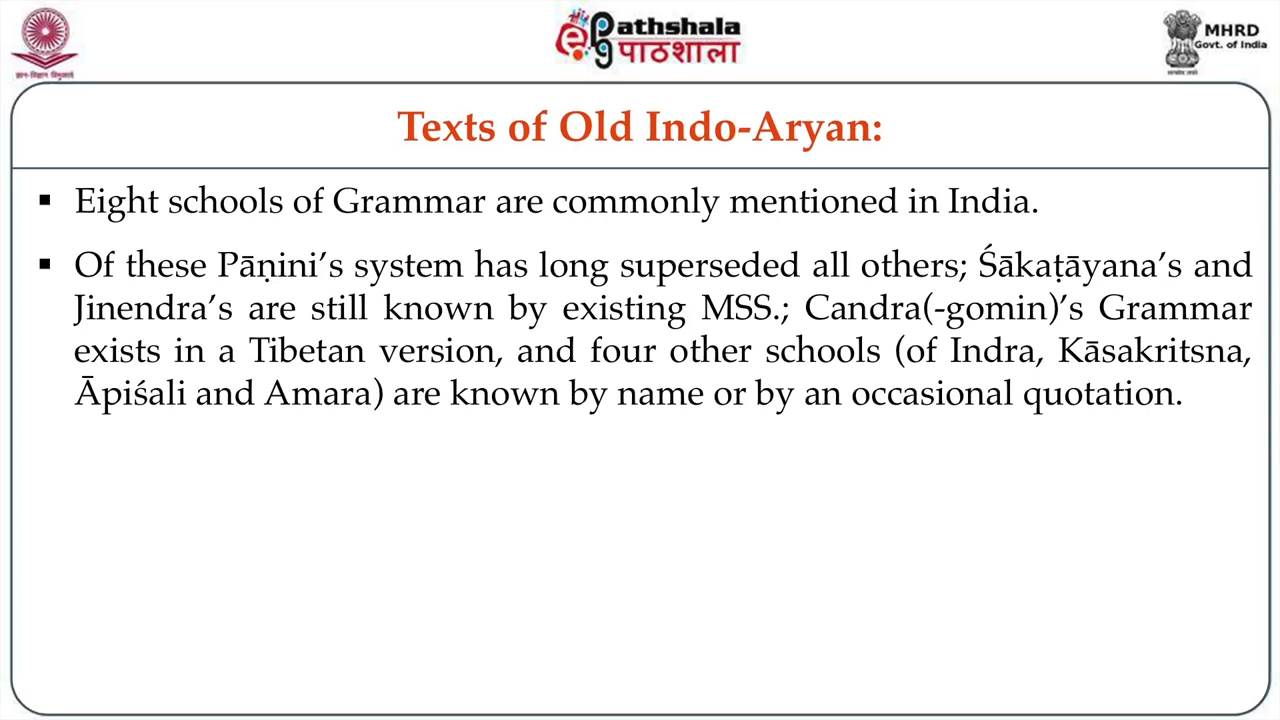 ePathshala
पाठशाला
MHRD
Govt. of India
Texts of Old Indo-Aryan:
▪ Eight schools of Grammar are commonly mentioned in India.
▪ Of these Pāṇini’s system has long superseded all others; Śākaṭāyana’s and
Jinendra’s are still known by existing MSS.; Candra(-gomin)’s Grammar
exists in a Tibetan version, and four other schools (of Indra, Kāsakritsna,
Āpiśali and Amara) are known by name or by an occasional quotation.